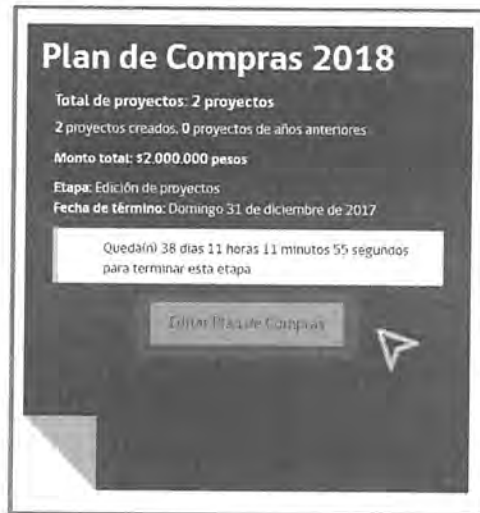 Plan de Compras 2018
Total de proyectos: 2 proyectos
2 proyectos creados, 0 proyectos de años anteriores
Monto total: $2.000.000 pesos
Etapa: Edición de proyectos
Fecha de término: Domingo 31 de diciembre de 2017
Queda(n) 38 días 11 horas 11 minutos 55 segundos
para terminar esta etapa
Editar Plan de Compras